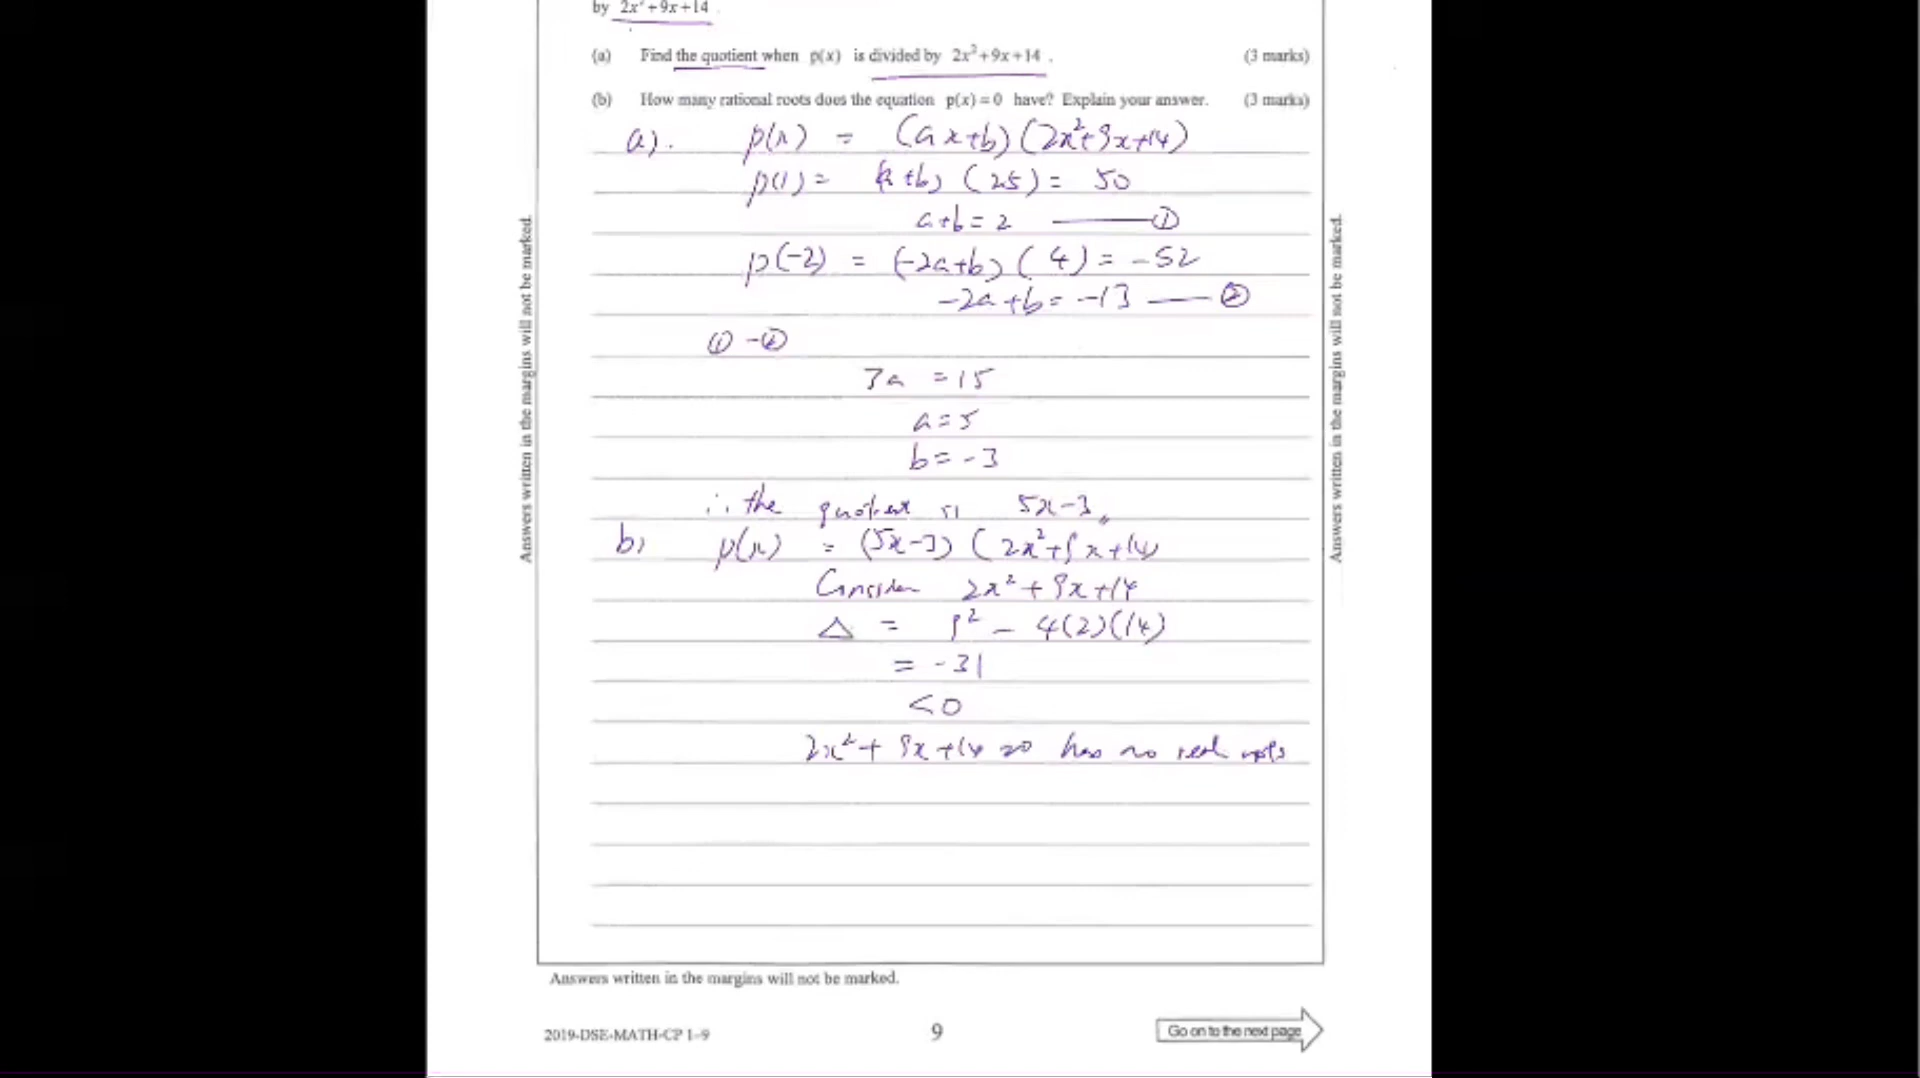 by 2x²+9x+14 .
(a) Find the quotient when p(x) is divided by 2x²+9x+14 . (3 marks)
(b) How many rational roots does the equation p(x)=0 have? Explain your answer. (3 marks)
a). p(x) = (ax+b)(2x²+9x+14)
p(1) = (a+b)(25) = 50
a+b=2 ——①
p(-2) = (-2a+b)(4) = -52
-2a+b=-13 ——②
①-②
3a =15
a=5
b=-3
∴ the quotient is 5x-3
b) p(x) = (5x-3)(2x²+9x+14)
Consider 2x²+9x+14
△ = 9² - 4(2)(14)
= -31
<0
2x²+9x+14=0 has no real roots
Answers written in the margins will not be marked.
Answers written in the margins will not be marked.
Answers written in the margins will not be marked.
2019-DSE-MATH-CP 1–9
9
Go on to the next page